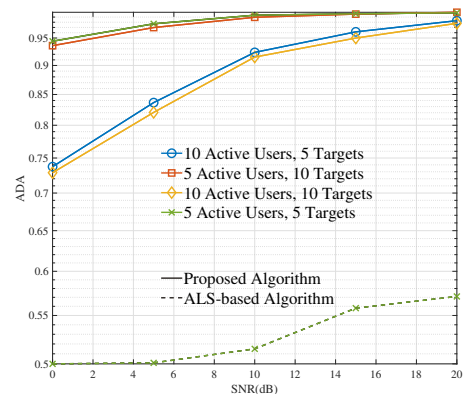 0.95
0.9
0.85
0.8
0.75
0.7
0.65
0.6
0.55
0.5
ADA
10 Active Users, 5 Targets
5 Active Users, 10 Targets
10 Active Users, 10 Targets
5 Active Users, 5 Targets
Proposed Algorithm
ALS-based Algorithm
0 2 4 6 8 10 12 14 16 18 20
SNR(dB)